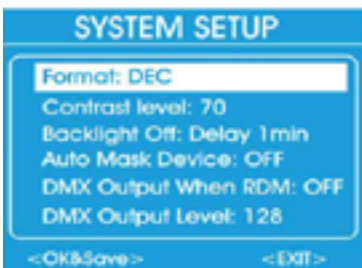 SYSTEM SETUP
Format: DEC
Contrast level: 70
Backlight Off: Delay 1min
Auto Mask Device: OFF
DMX Output When RDM: OFF
DMX Output Level: 128
<OK&Save> <EXIT>